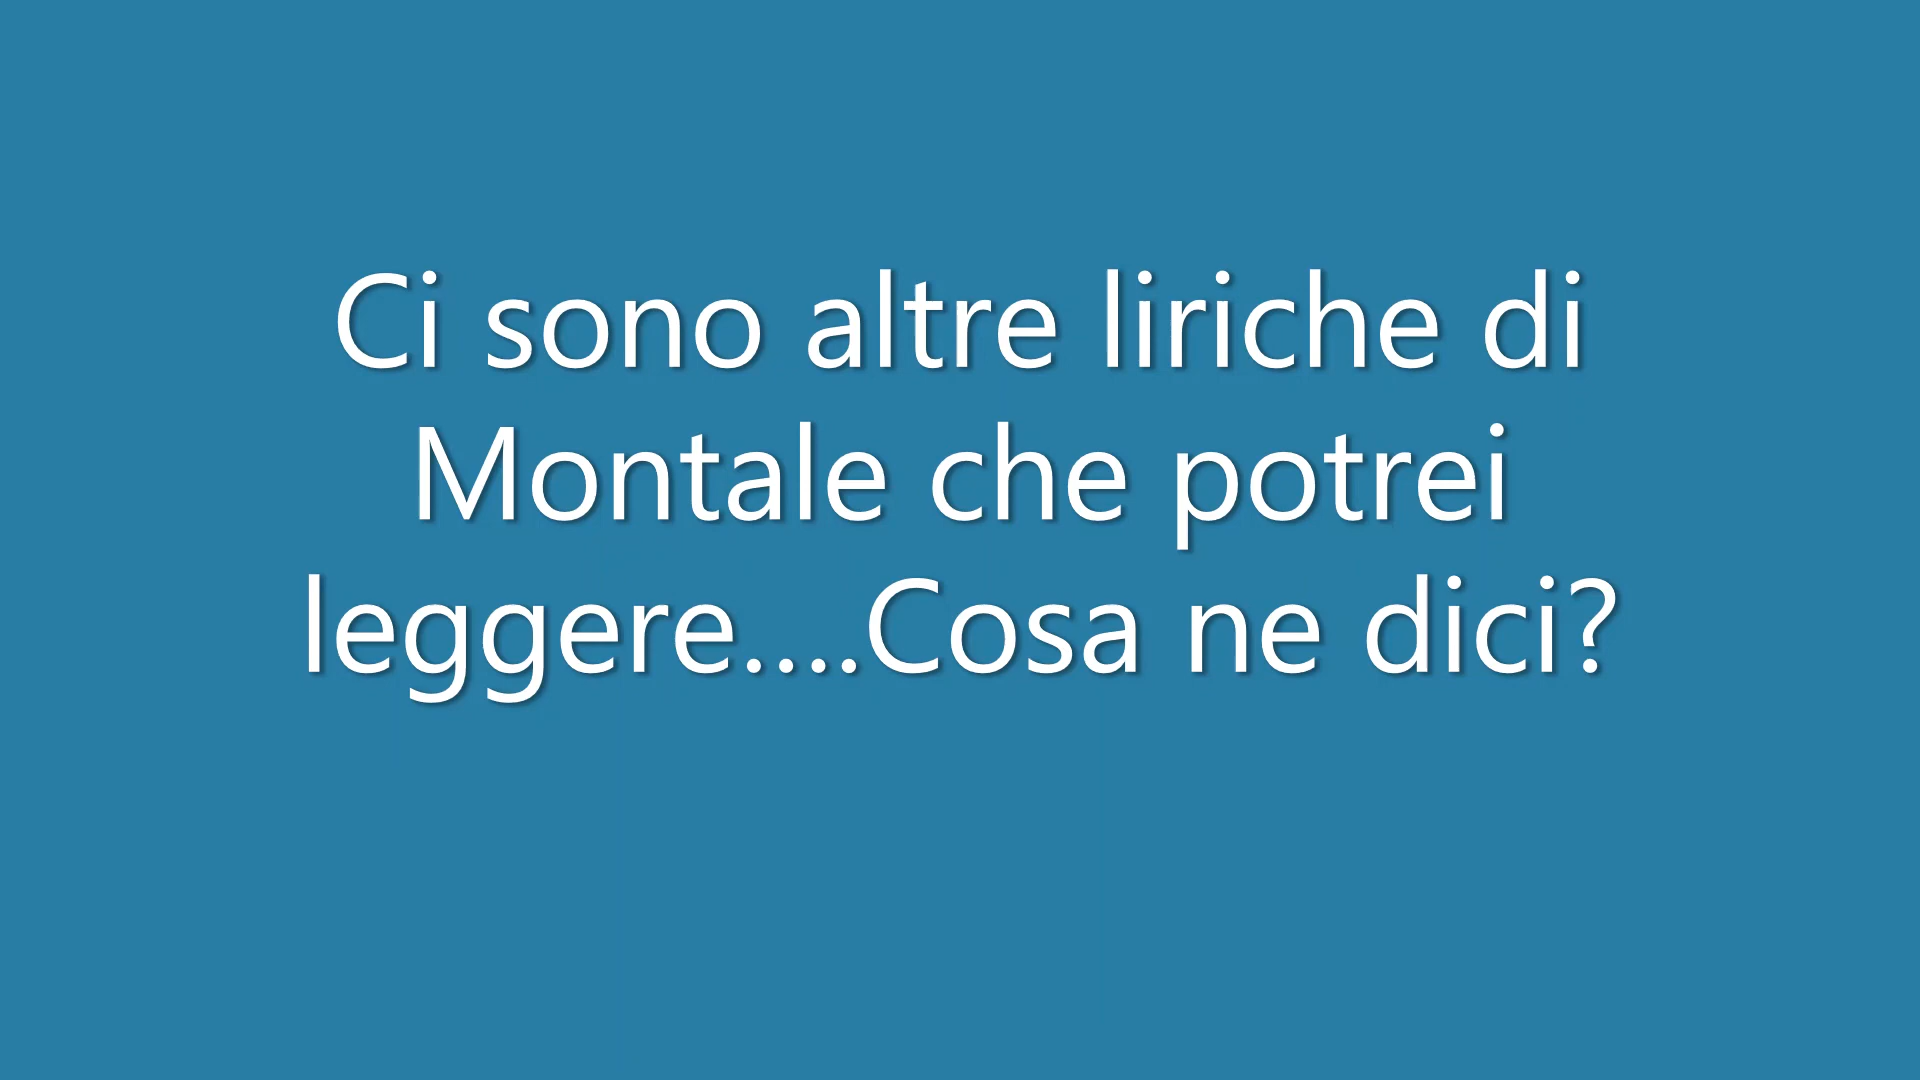 Ci sono altre liriche di
Montale che potrei
leggere....Cosa ne dici?